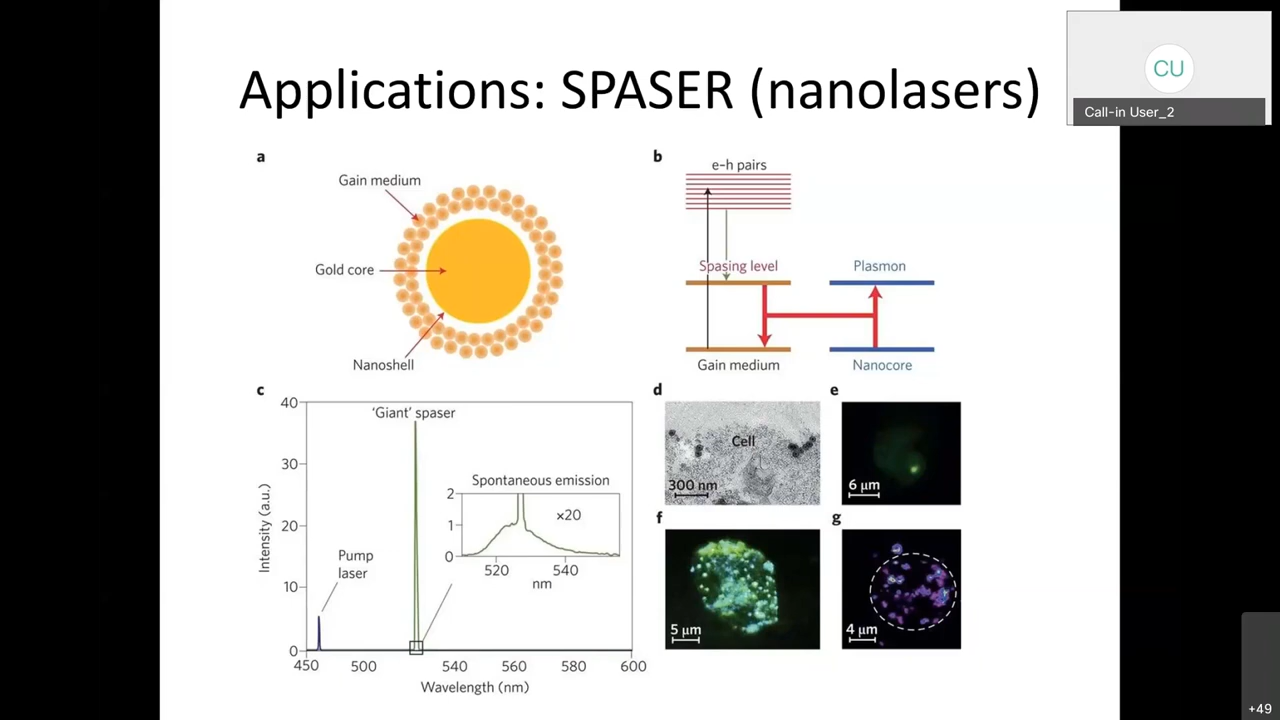 Applications: SPASER (nanolasers)
CU
Call-in User_2
a
Gain medium
Gold core
Nanoshell
b
e–h pairs
Spasing level
Plasmon
Gain medium
Nanocore
c
40
30
20
10
0
Intensity (a.u.)
'Giant' spaser
Pump
laser
Spontaneous emission
2
1
0
×20
520
540
nm
450
500
540
560
580
600
Wavelength (nm)
d
Cell
300 nm
e
6 μm
f
5 μm
g
4 μm
+49